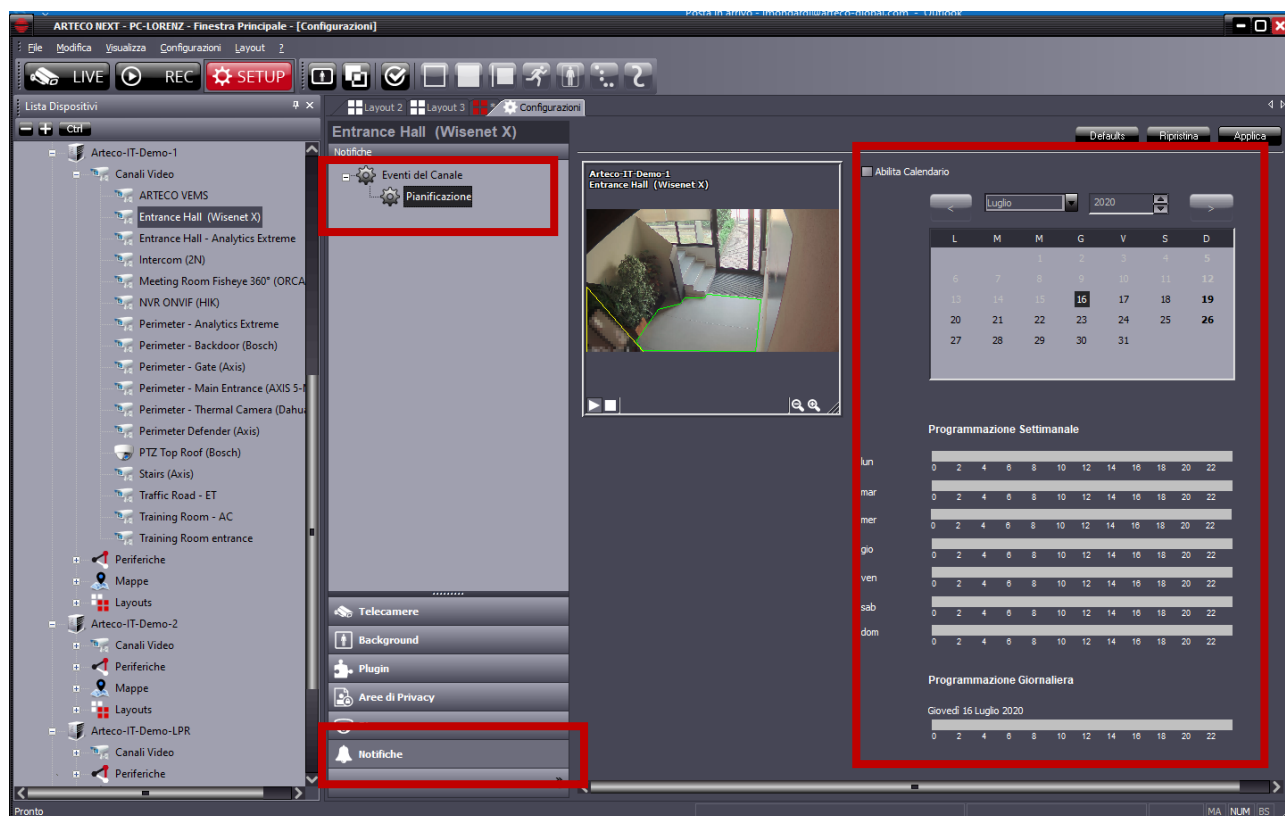 Posta in arrivo - lmondardi@arteco-global.com - Outlook
ARTECO NEXT - PC-LORENZ - Finestra Principale - [Configurazioni]
File Modifica Visualizza Configurazioni Layout ?
LIVE REC SETUP
Lista Dispositivi
Layout 2 Layout 3 Configurazioni
Ctrl
Entrance Hall (Wisenet X)
Defaults Ripristina Applica
Notifiche
Eventi del Canale
Pianificazione
Arteco-IT-Demo-1
Canali Video
ARTECO VEMS
Entrance Hall (Wisenet X)
Entrance Hall - Analytics Extreme
Intercom (2N)
Meeting Room Fisheye 360° (ORCA
NVR ONVIF (HIK)
Perimeter - Analytics Extreme
Perimeter - Backdoor (Bosch)
Perimeter - Gate (Axis)
Perimeter - Main Entrance (AXIS 5-M
Perimeter - Thermal Camera (Dahua
Perimeter Defender (Axis)
PTZ Top Roof (Bosch)
Stairs (Axis)
Traffic Road - ET
Training Room - AC
Training Room entrance
Periferiche
Mappe
Layouts
Arteco-IT-Demo-2
Canali Video
Periferiche
Mappe
Layouts
Arteco-IT-Demo-LPR
Canali Video
Periferiche
Telecamere
Background
Plugin
Aree di Privacy
Notifiche
»
Arteco-IT-Demo-1
Entrance Hall (Wisenet X)
Abilita Calendario
< Luglio 2020 >
L M M G V S D
1 2 3 4 5
6 7 8 9 10 11 12
13 14 15 16 17 18 19
20 21 22 23 24 25 26
27 28 29 30 31
Programmazione Settimanale
lun
0 2 4 6 8 10 12 14 16 18 20 22
mar
0 2 4 6 8 10 12 14 16 18 20 22
mer
0 2 4 6 8 10 12 14 16 18 20 22
gio
0 2 4 6 8 10 12 14 16 18 20 22
ven
0 2 4 6 8 10 12 14 16 18 20 22
sab
0 2 4 6 8 10 12 14 16 18 20 22
dom
0 2 4 6 8 10 12 14 16 18 20 22
Programmazione Giornaliera
Giovedì 16 Luglio 2020
0 2 4 6 8 10 12 14 16 18 20 22
Pronto
MA NUM BS